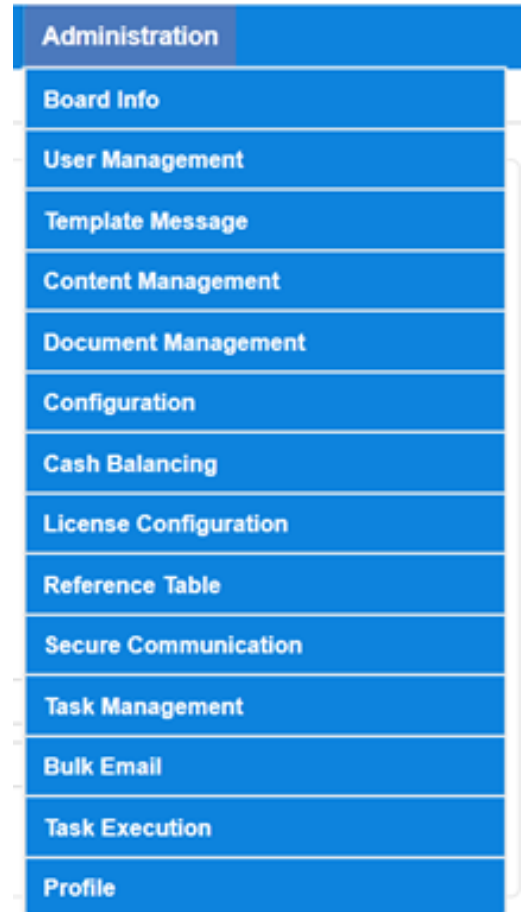 Administration
Board Info
User Management
Template Message
Content Management
Document Management
Configuration
Cash Balancing
License Configuration
Reference Table
Secure Communication
Task Management
Bulk Email
Task Execution
Profile